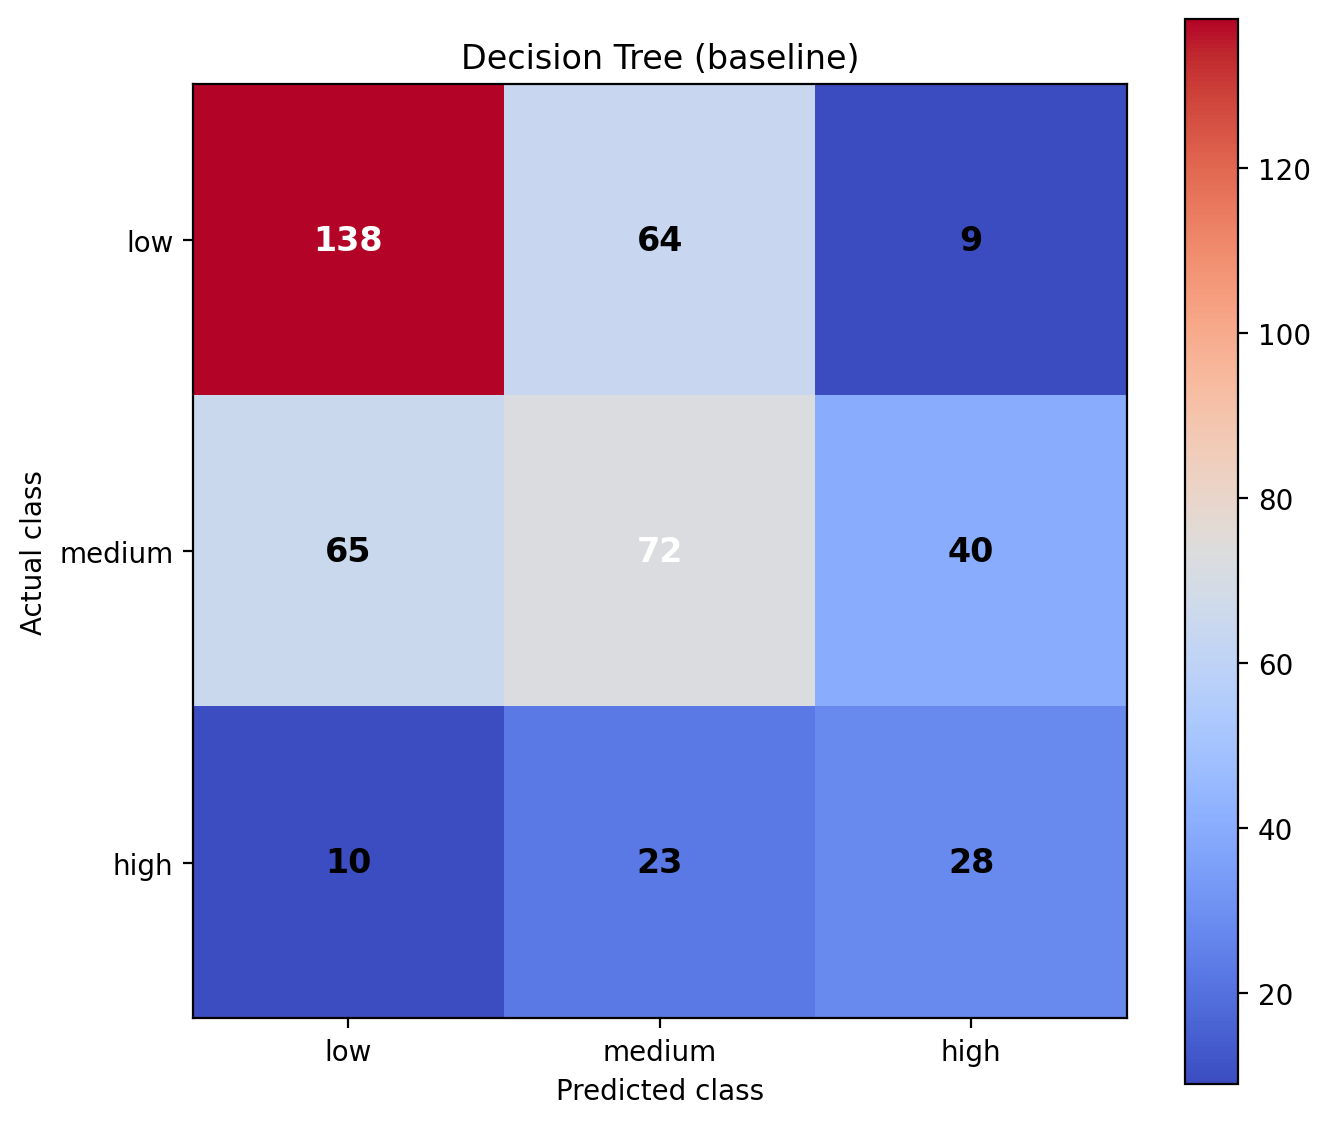 Decision Tree (baseline)
low 138 64 9
medium 65 72 40
high 10 23 28
low medium high
Predicted class
Actual class
120
100
80
60
40
20